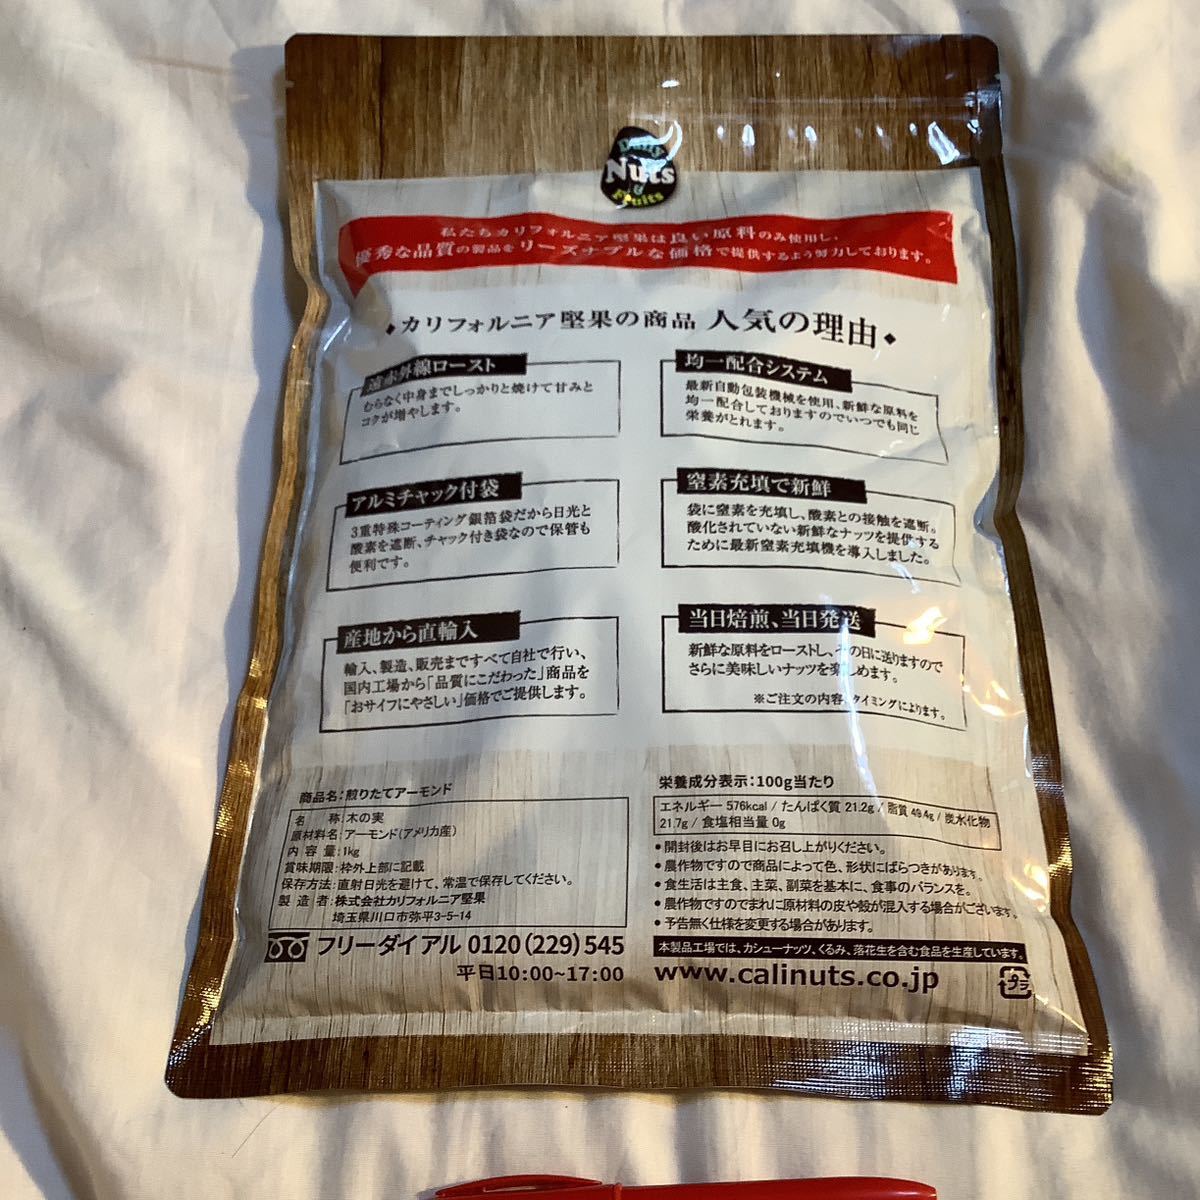 Daily
Nuts
&
Fruits
私たちカリフォルニア堅果は良い原料のみ使用し、
優秀な品質の製品をリーズナブルな価格で提供するよう努力しております。
カリフォルニア堅果の商品 人気の理由
遠赤外線ロースト
むらなく中身までしっかりと焼けて甘みと
コクが増やします。
均一配合システム
最新自動包装機械を使用、新鮮な原料を
均一配合しておりますのでいつでも同じ
栄養がとれます。
アルミチャック付袋
3重特殊コーティング銀箔袋だから日光と
酸素を遮断、チャック付き袋なので保管も
便利です。
窒素充填で新鮮
袋に窒素を充填し、酸素との接触を遮断。
酸化されていない新鮮なナッツを提供する
ために最新窒素充填機を導入しました。
産地から直輸入
輸入、製造、販売まですべて自社で行い、
国内工場から「品質にこだわった」商品を
「おサイフにやさしい」価格でご提供します。
当日焙煎、当日発送
新鮮な原料をローストし、その日に送りますので
さらに美味しいナッツを楽しめます。
※ご注文の内容、タイミングによります。
商品名:煎りたてアーモンド
名 称:木の実
原材料名:アーモンド(アメリカ産)
内 容 量:1kg
賞味期限:枠外上部に記載
保存方法:直射日光を避けて、常温で保存してください。
製 造 者:株式会社カリフォルニア堅果
埼玉県川口市弥平3-5-14
フリーダイアル 0120(229)545
平日10:00~17:00
栄養成分表示:100g当たり
エネルギー 576kcal / たんぱく質 21.2g / 脂質 49.4g / 炭水化物
21.7g / 食塩相当量 0g
•開封後はお早目にお召し上がりください。
•農作物ですので商品によって色、形状にばらつきがあります。
•食生活は主食、主菜、副菜を基本に、食事のバランスを。
•農作物ですのでまれに原材料の皮や殻が混入する場合がございます。
•予告無く仕様を変更する場合があります。
本製品工場では、カシューナッツ、くるみ、落花生を含む食品を生産しています。
www.calinuts.co.jp
プラ